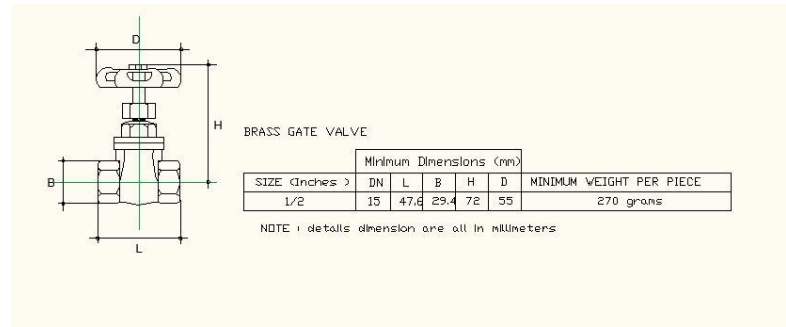 D
H
B
L
BRASS GATE VALVE
Minimum Dimensions (mm)
SIZE (Inches ) DN L B H D MINIMUM WEIGHT PER PIECE
1/2 15 47.6 29.4 72 55 270 grams
NOTE : details dimension are all in millimeters